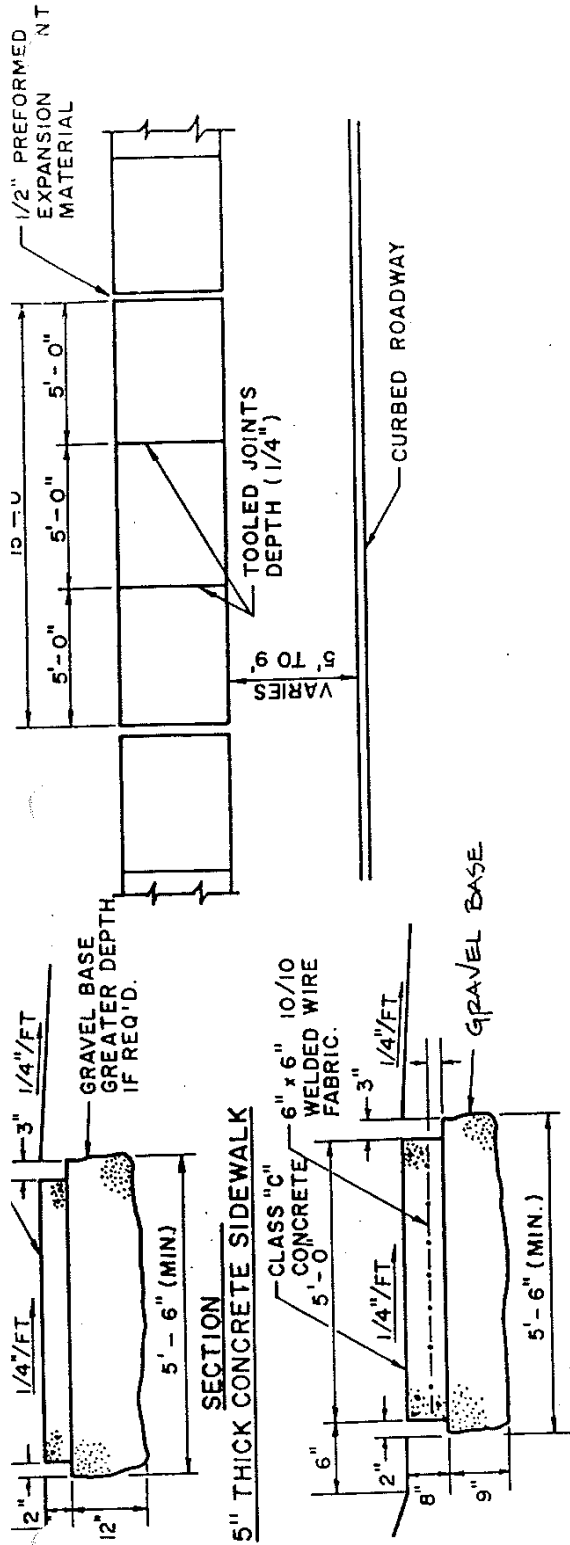 1/2" PREFORMED
EXPANSION NT
MATERIAL
5'-0"
5'-0"
5'-0"
TOOLED JOINTS
DEPTH (1/4")
VARIES
5' TO 9'
CURBED ROADWAY
1/4"/FT
3"
1/4"/FT
GRAVEL BASE
GREATER DEPTH
IF REQ'D.
2"
12"
5'-6" (MIN.)
SECTION
5" THICK CONCRETE SIDEWALK
CLASS "C"
CONCRETE
6" x 6" 10/10
WELDED WIRE
FABRIC.
5'-0"
6"
2"
1/4"/FT
3"
1/4"/FT
8"
9"
GRAVEL BASE
5'-6" (MIN.)